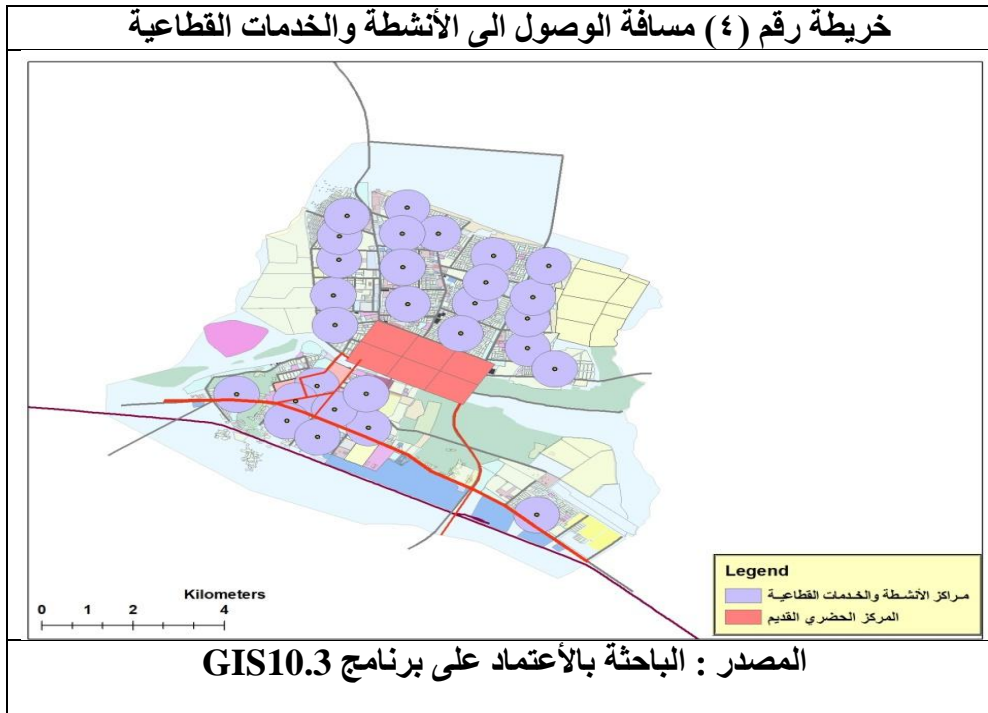 خريطة رقم (٤) مسافة الوصول الى الأنشطة والخدمات القطاعية
Kilometers
0 1 2 4
Legend
مراكز الأنشطة والخدمات القطاعية
المركز الحضري القديم
المصدر : الباحثة بالأعتماد على برنامج GIS10.3